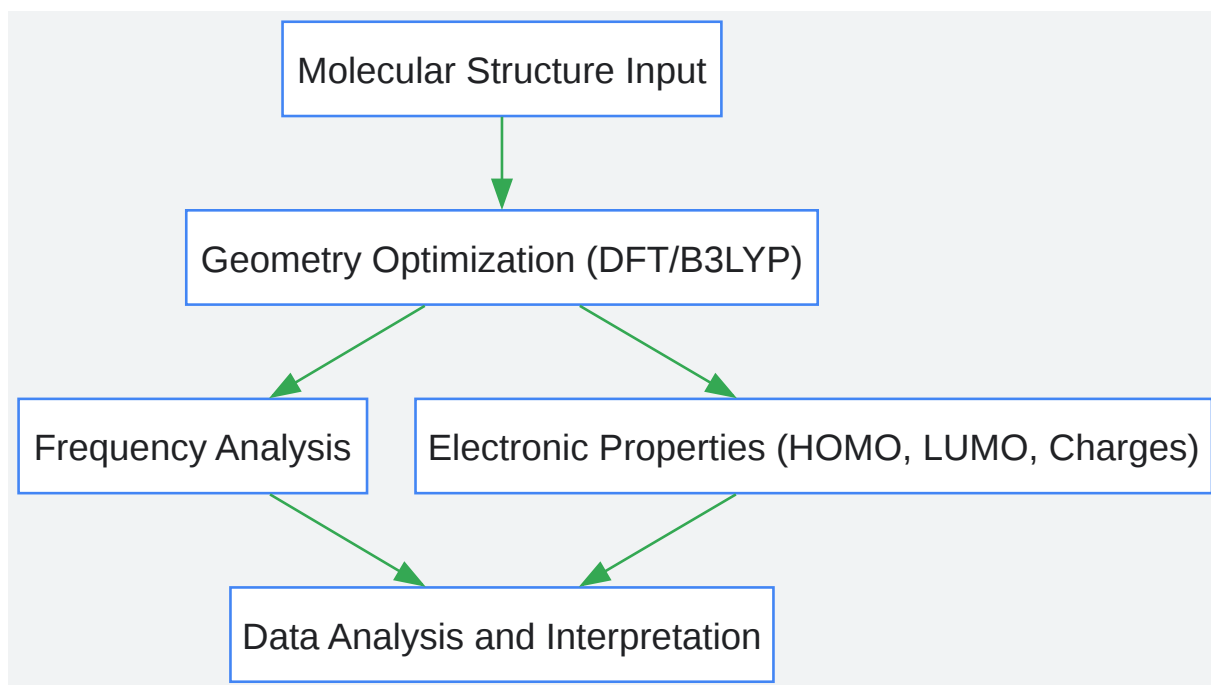 Molecular Structure Input
Geometry Optimization (DFT/B3LYP)
Frequency Analysis
Electronic Properties (HOMO, LUMO, Charges)
Data Analysis and Interpretation